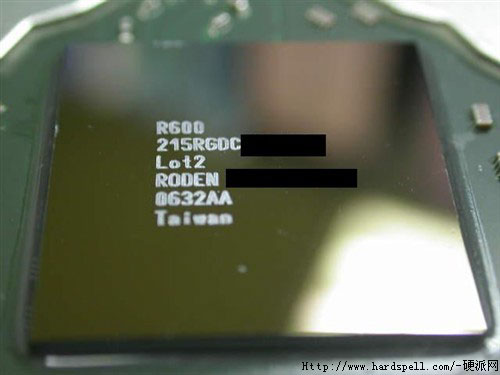 R600
215RGDC
Lot2
RODEN
0632AA
Taiwan
Http://www.hardspell.com/-硬派网